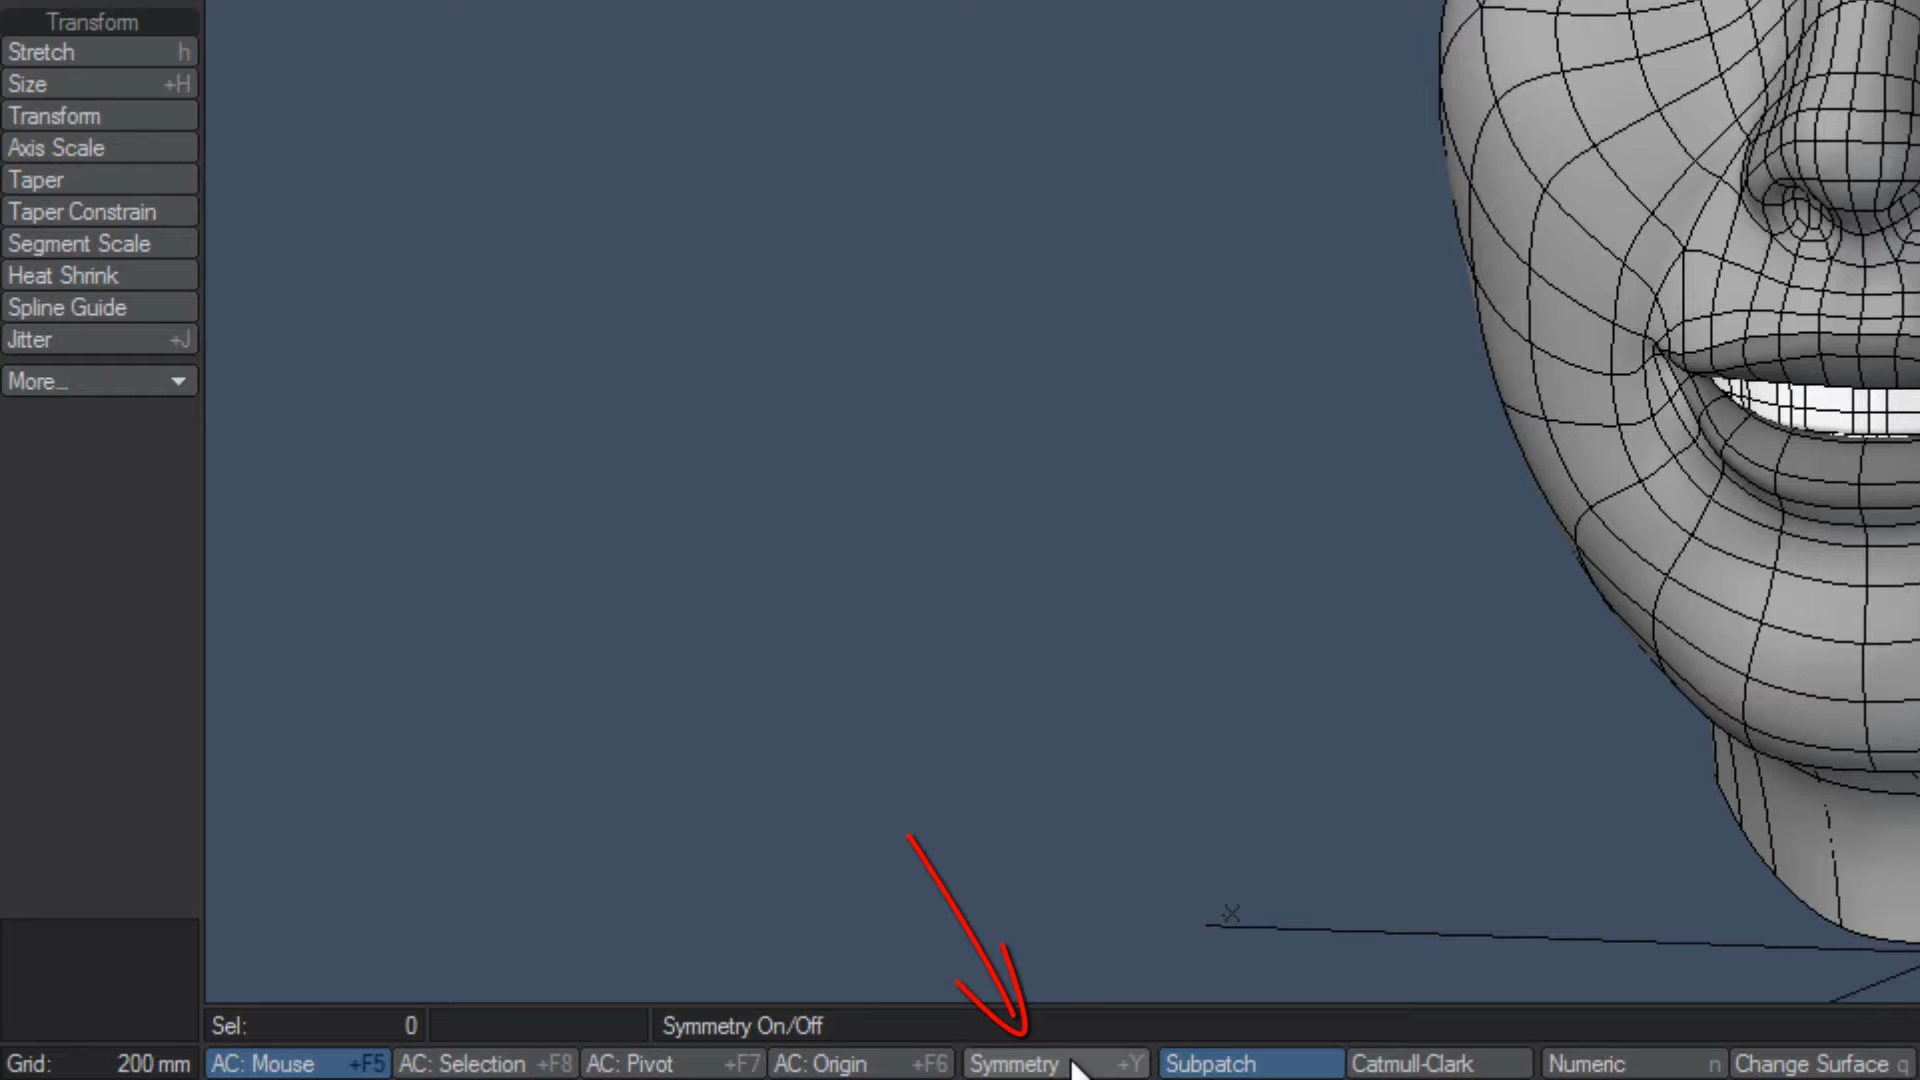 Transform
Stretch h
Size +H
Transform
Axis Scale
Taper
Taper Constrain
Segment Scale
Heat Shrink
Spline Guide
Jitter +J
More...
-X
Sel: 0
Symmetry On/Off
Grid: 200 mm
AC: Mouse +F5
AC: Selection +F8
AC: Pivot +F7
AC: Origin +F6
Symmetry +Y
Subpatch
Catmull-Clark
Numeric n
Change Surface q